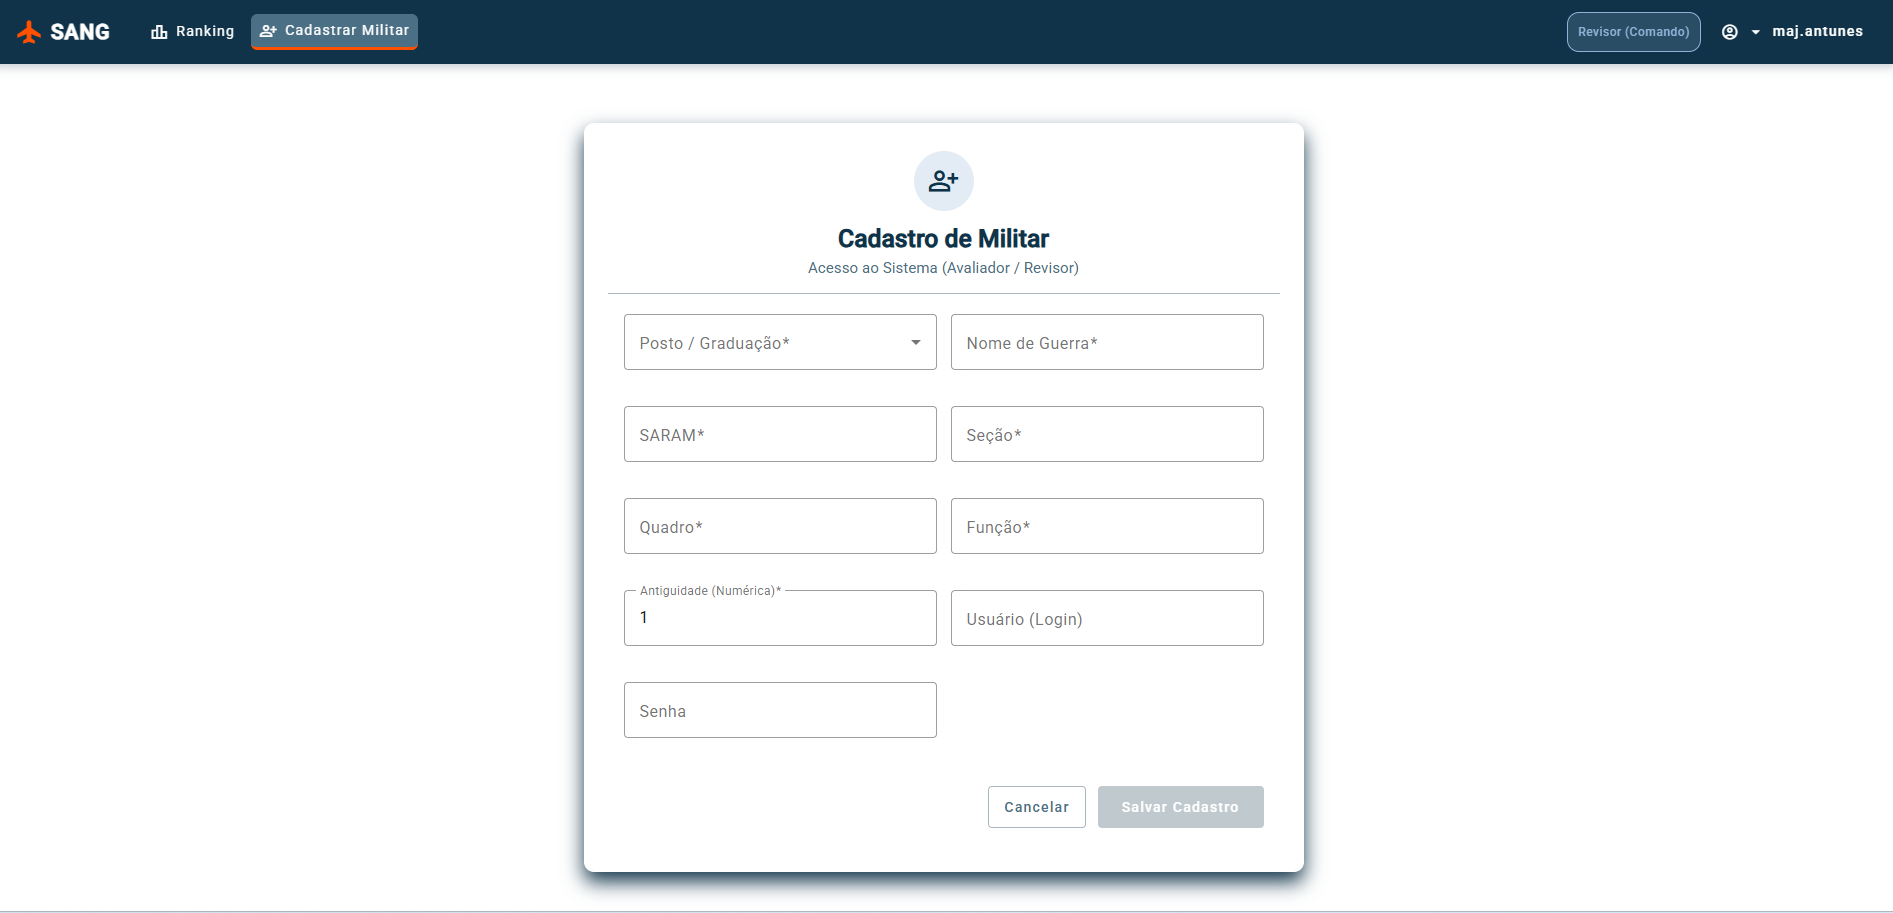 SANG
Ranking
Cadastrar Militar
Revisor (Comando)
maj.antunes
Cadastro de Militar
Acesso ao Sistema (Avaliador / Revisor)
Posto / Graduação*
Nome de Guerra*
SARAM*
Seção*
Quadro*
Função*
Antiguidade (Numérica)*
1
Usuário (Login)
Senha
Cancelar
Salvar Cadastro